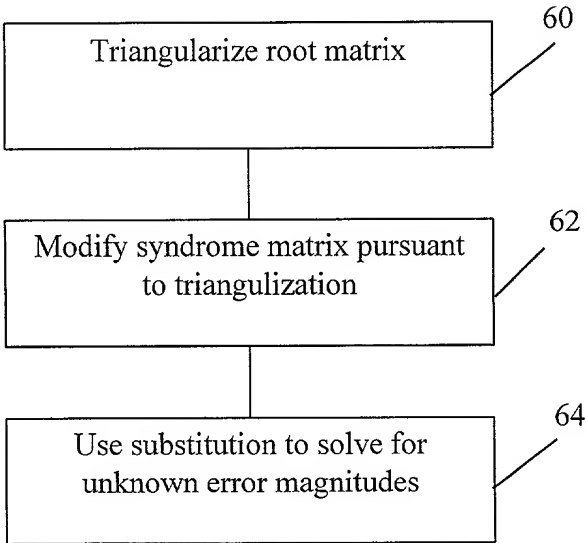 60
Triangularize root matrix
62
Modify syndrome matrix pursuant
to triangulization
64
Use substitution to solve for
unknown error magnitudes